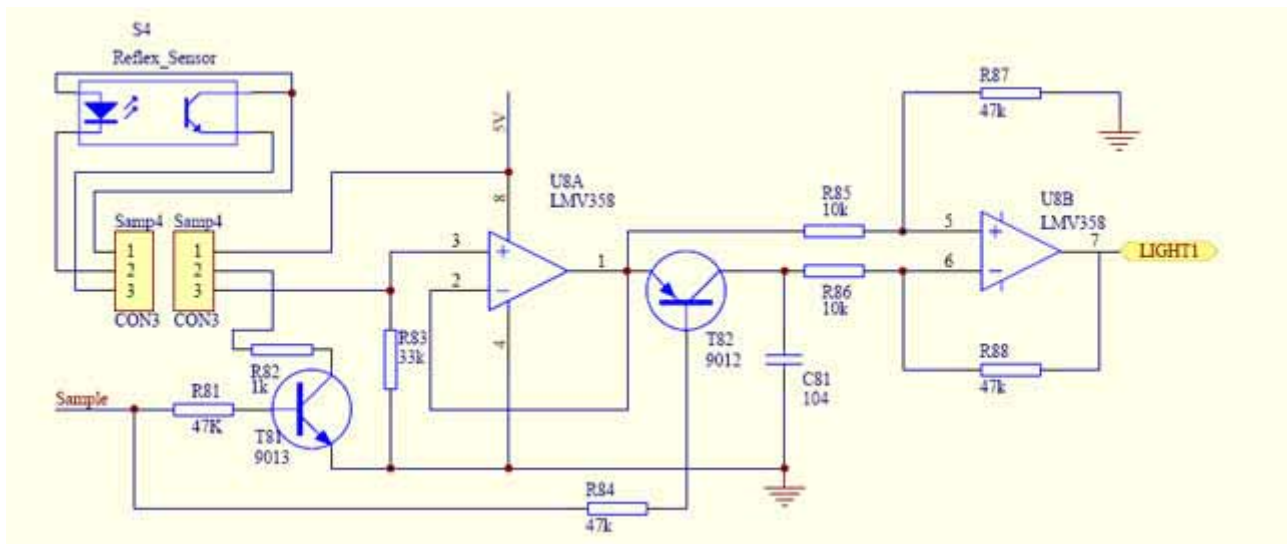 S4
Reflex_Sensor
R87
47k
5V
8
U8A
LMV358
R85
10k
U8B
LMV358
Samp4
Samp4
1
2
3
1
2
3
CON3
CON3
3
2
1
4
5
6
7
LIGHT1
R86
10k
R83
33k
T82
9012
R88
47k
C81
104
R82
1k
Sample
R81
47K
T81
9013
R84
47k